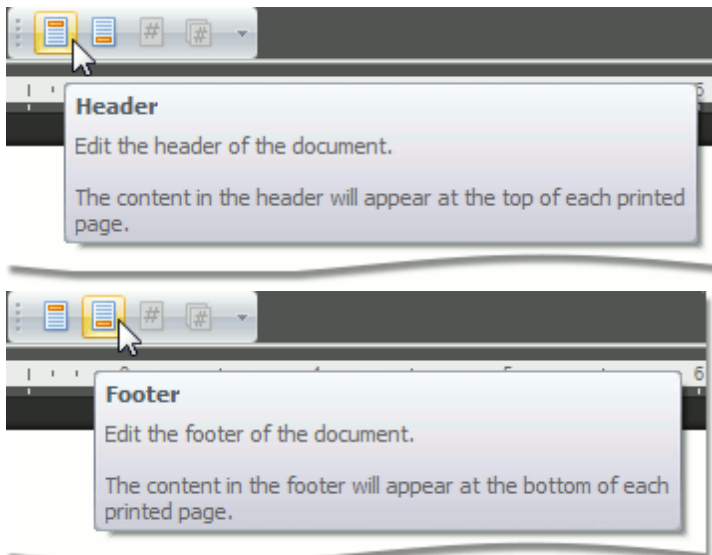 # #
6
Header
Edit the header of the document.
The content in the header will appear at the top of each printed
page.
# #
6
Footer
Edit the footer of the document.
The content in the footer will appear at the bottom of each
printed page.